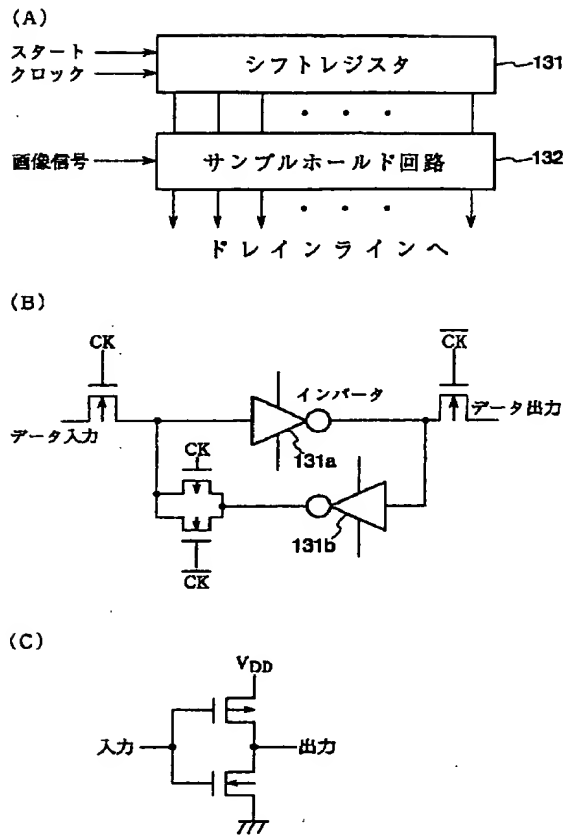 (A)
スタート
クロック
シフトレジスタ
131
画像信号
サンプルホールド回路
132
ドレインラインへ
(B)
CK
CK
インバータ
データ入力
131a
データ出力
CK
131b
CK
(C)
VDD
入力
出力